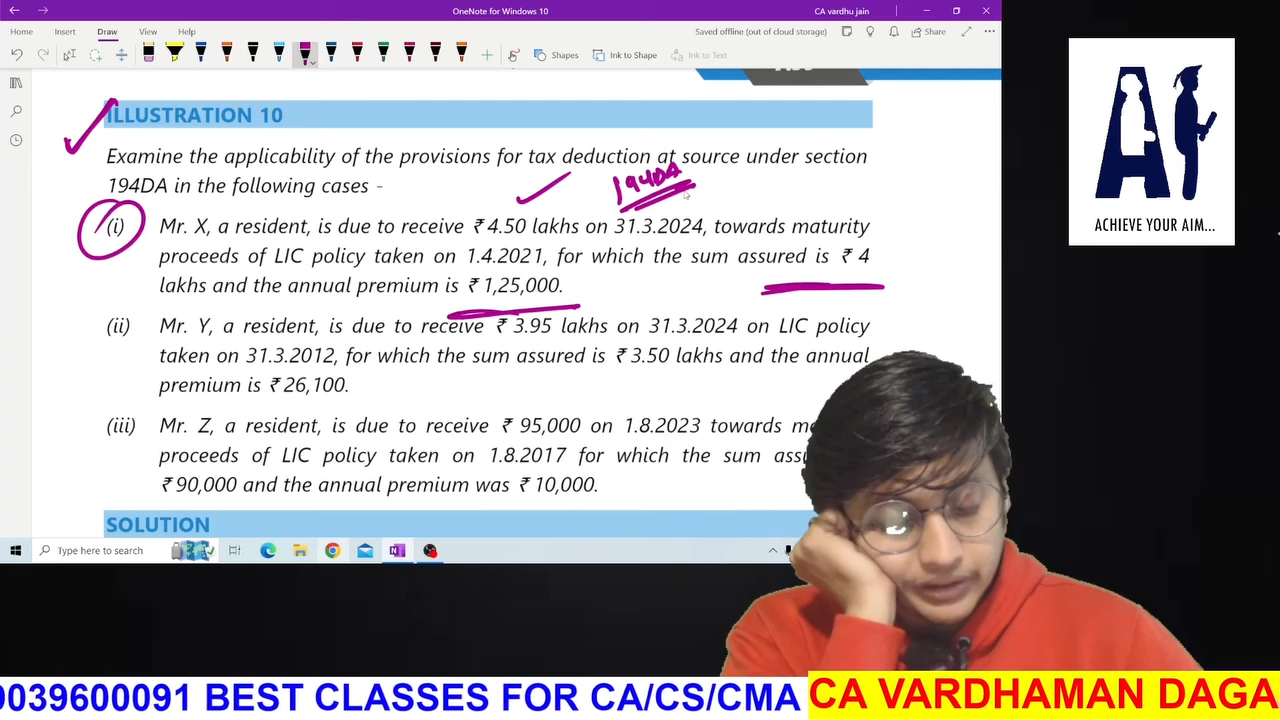 OneNote for Windows 10
CA vardhu jain
Home Insert Draw View Help
Saved offline (out of cloud storage)
Share
Shapes
Ink to Shape
Ink to Text
ILLUSTRATION 10
Examine the applicability of the provisions for tax deduction at source under section
194DA in the following cases -
194DA
(i) Mr. X, a resident, is due to receive ₹ 4.50 lakhs on 31.3.2024, towards maturity
proceeds of LIC policy taken on 1.4.2021, for which the sum assured is ₹ 4
lakhs and the annual premium is ₹ 1,25,000.
(ii) Mr. Y, a resident, is due to receive ₹ 3.95 lakhs on 31.3.2024 on LIC policy
taken on 31.3.2012, for which the sum assured is ₹ 3.50 lakhs and the annual
premium is ₹ 26,100.
(iii) Mr. Z, a resident, is due to receive ₹ 95,000 on 1.8.2023 towards m
proceeds of LIC policy taken on 1.8.2017 for which the sum ass
₹ 90,000 and the annual premium was ₹ 10,000.
SOLUTION
Type here to search
A
ACHIEVE YOUR AIM...
9039600091 BEST CLASSES FOR CA/CS/CMA
CA VARDHAMAN DAGA